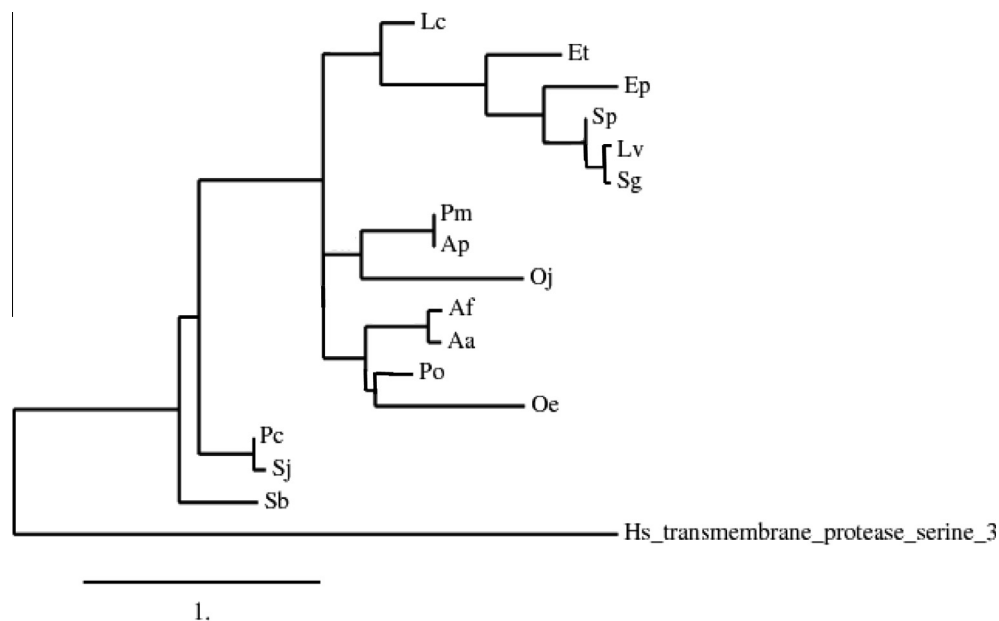 Lc
Et
Ep
Sp
Lv
Sg
Pm
Ap
Oj
Af
Aa
Po
Oe
Pc
Sj
Sb
Hs_transmembrane_protease_serine_3
1.